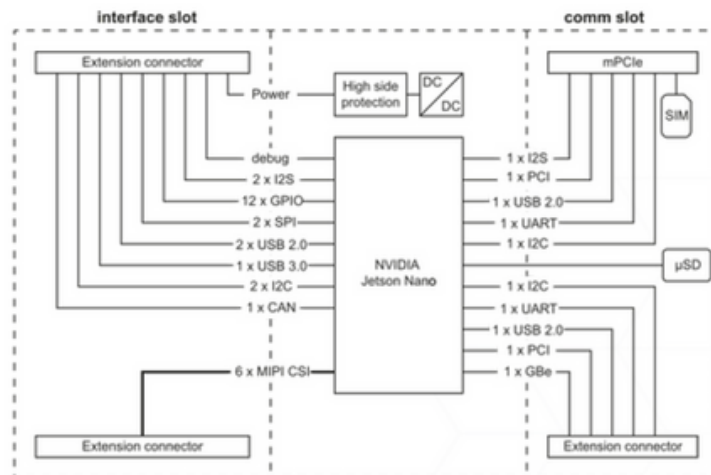 interface slot
comm slot
Extension connector
mPCIe
Power
High side
protection
DC
DC
SIM
debug
2 x I2S
12 x GPIO
2 x SPI
2 x USB 2.0
1 x USB 3.0
2 x I2C
1 x CAN
6 x MIPI CSI
NVIDIA
Jetson Nano
1 x I2S
1 x PCI
1 x USB 2.0
1 x UART
1 x I2C
µSD
1 x I2C
1 x UART
1 x USB 2.0
1 x PCI
1 x GBe
Extension connector
Extension connector